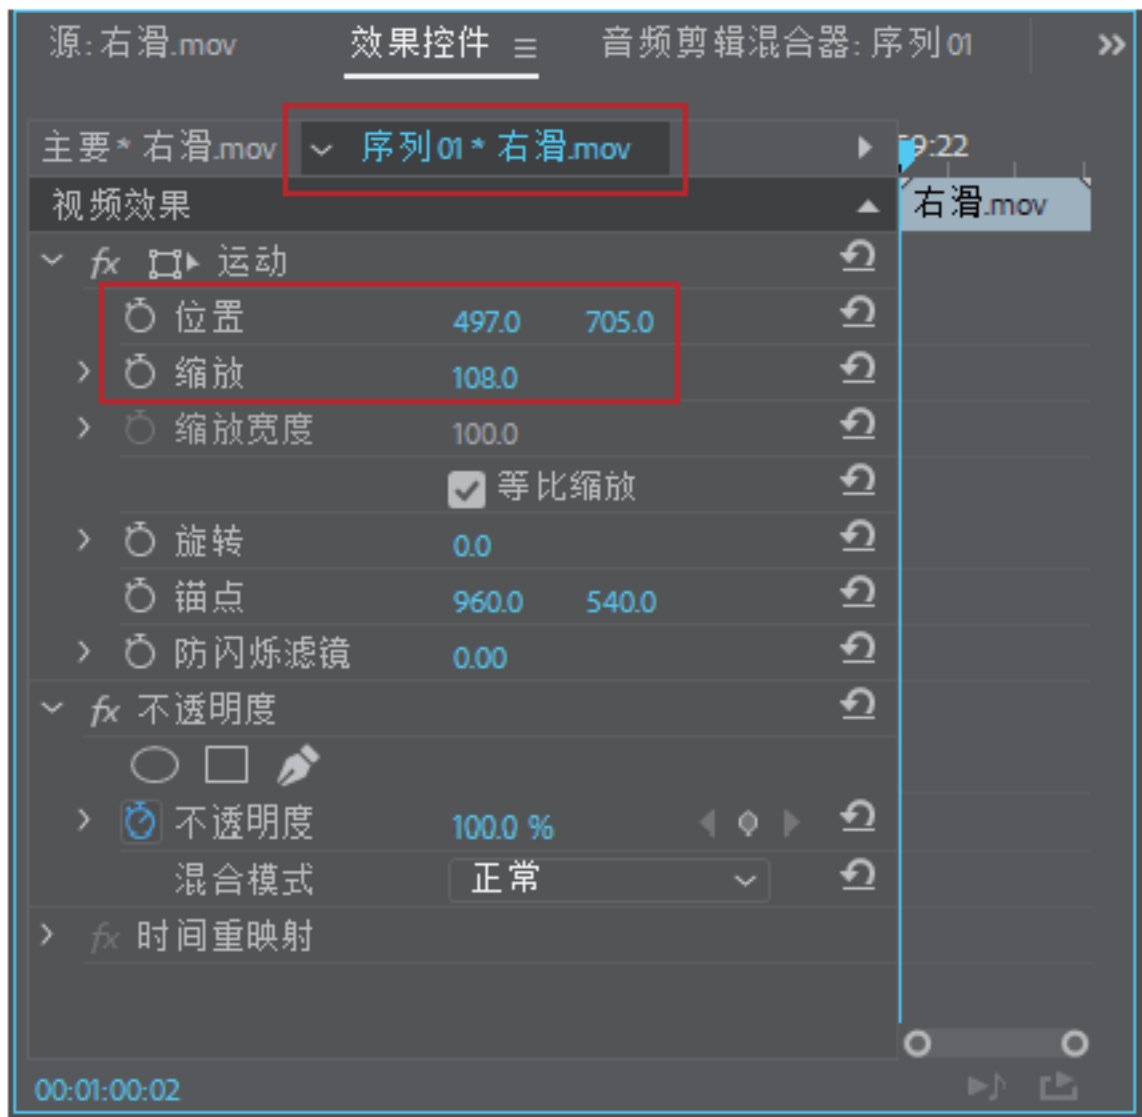 源: 右滑.mov 效果控件 音频剪辑混合器: 序列 01
主要 * 右滑.mov 序列 01 * 右滑.mov
9:22
视频效果
右滑.mov
fx 运动
位置 497.0 705.0
缩放 108.0
缩放宽度 100.0
等比缩放
旋转 0.0
锚点 960.0 540.0
防闪烁滤镜 0.00
fx 不透明度
不透明度 100.0 %
混合模式 正常
fx 时间重映射
00:01:00:02